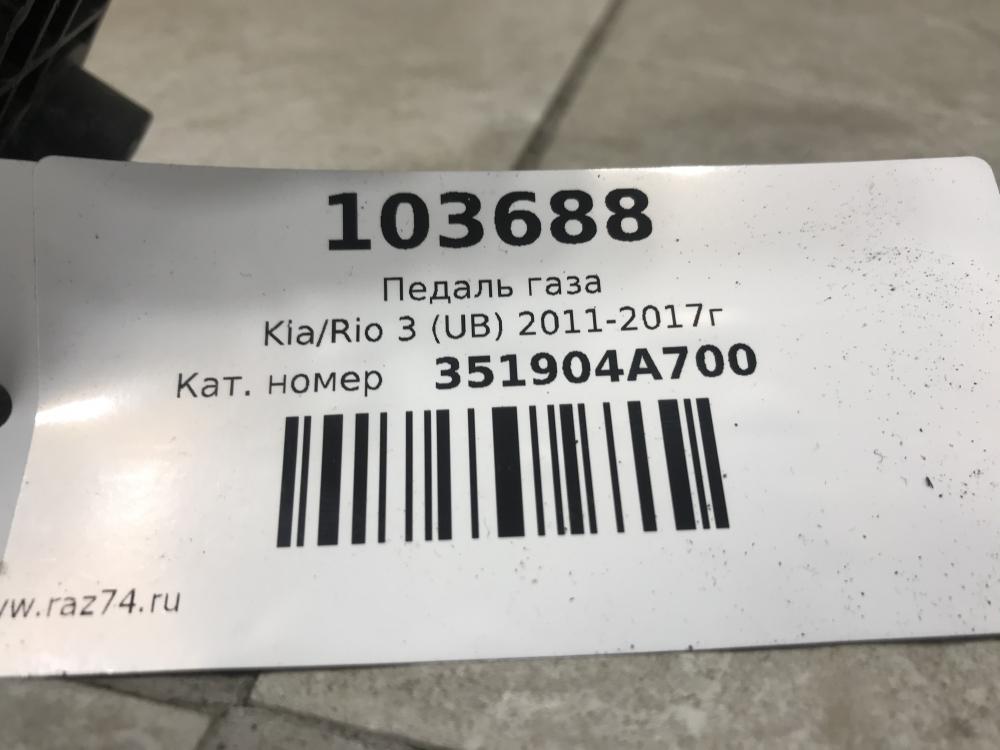 103688
Педаль газа
Kia/Rio 3 (UB) 2011-2017г
Кат. номер 351904A700
w.raz74.ru